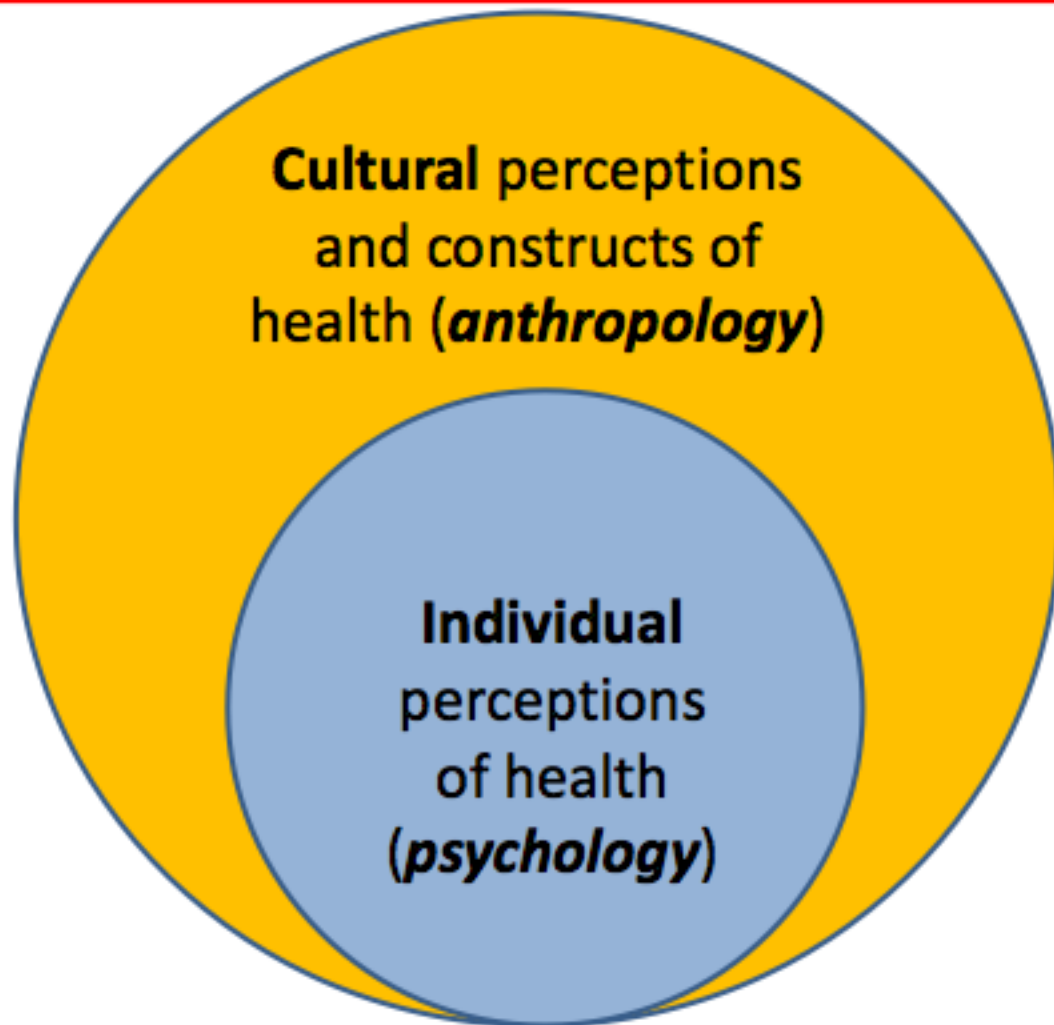 Cultural perceptions
and constructs of
health (anthropology)
Individual
perceptions
of health
(psychology)